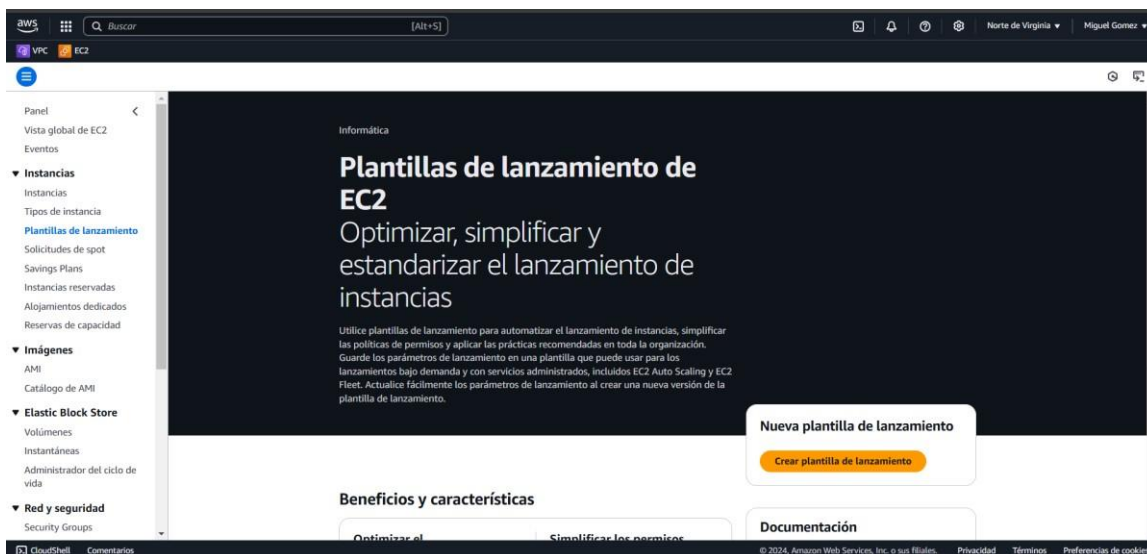 aws
Buscar
[Alt+S]
Norte de Virginia
Miguel Gomez
VPC
EC2
Panel
Vista global de EC2
Eventos
Instancias
Instancias
Tipos de instancia
Plantillas de lanzamiento
Solicitudes de spot
Savings Plans
Instancias reservadas
Alojamientos dedicados
Reservas de capacidad
Imágenes
AMI
Catálogo de AMI
Elastic Block Store
Volúmenes
Instantáneas
Administrador del ciclo de
vida
Red y seguridad
Security Groups
Informática
Plantillas de lanzamiento de
EC2
Optimizar, simplificar y
estandarizar el lanzamiento de
instancias
Utilice plantillas de lanzamiento para automatizar el lanzamiento de instancias, simplificar
las políticas de permisos y aplicar las prácticas recomendadas en toda la organización.
Guarde los parámetros de lanzamiento en una plantilla que puede usar para los
lanzamientos bajo demanda y con servicios administrados, incluidos EC2 Auto Scaling y EC2
Fleet. Actualice fácilmente los parámetros de lanzamiento al crear una nueva versión de la
plantilla de lanzamiento.
Nueva plantilla de lanzamiento
Crear plantilla de lanzamiento
Beneficios y características
Optimizar el
Simplificar los permisos
Documentación
CloudShell
Comentarios
© 2024, Amazon Web Services, Inc. o sus filiales.
Privacidad
Términos
Preferencias de cookies